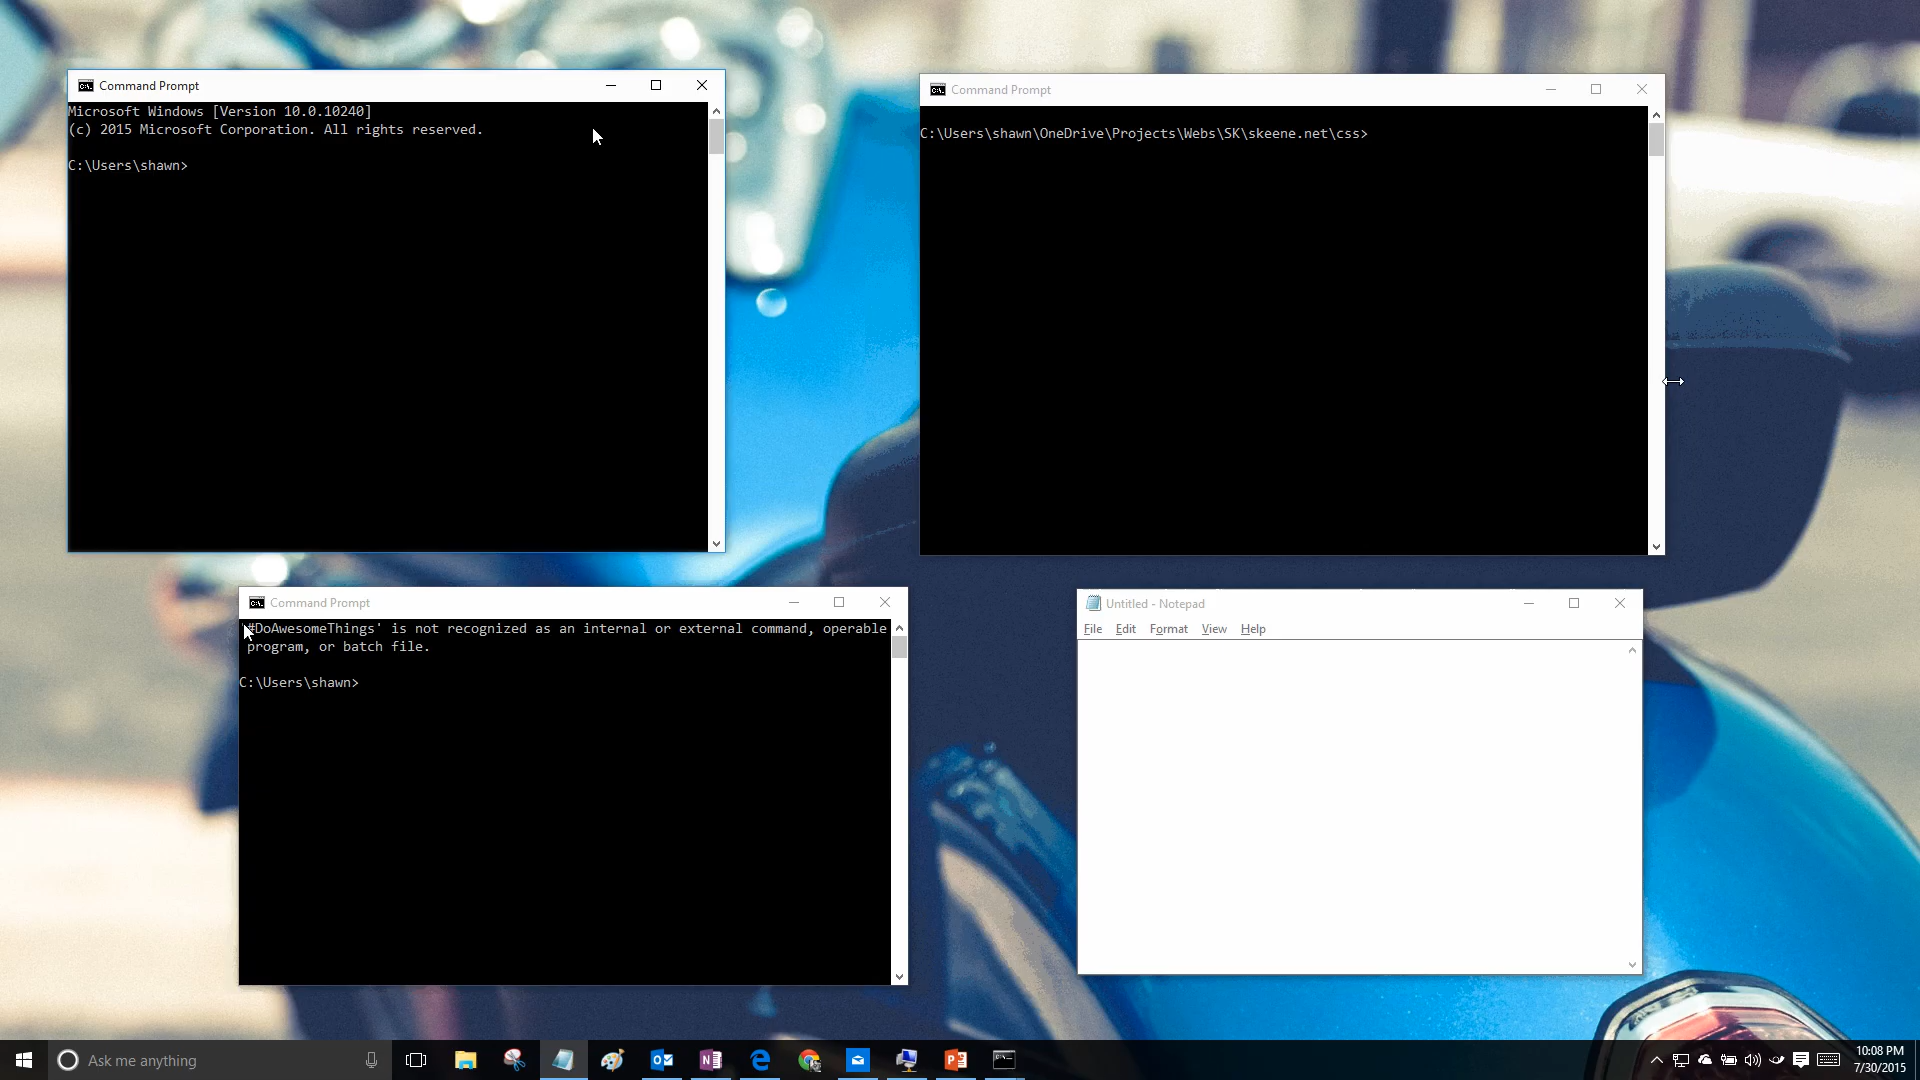 Command Prompt
Microsoft Windows [Version 10.0.10240]
(c) 2015 Microsoft Corporation. All rights reserved.
C:\Users\shawn>
Command Prompt
C:\Users\shawn\OneDrive\Projects\Webs\SK\skeene.net\css>
Command Prompt
'#DoAwesomeThings' is not recognized as an internal or external command, operable
program, or batch file.
C:\Users\shawn>
Untitled - Notepad
File Edit Format View Help
Ask me anything
10:08 PM
7/30/2015